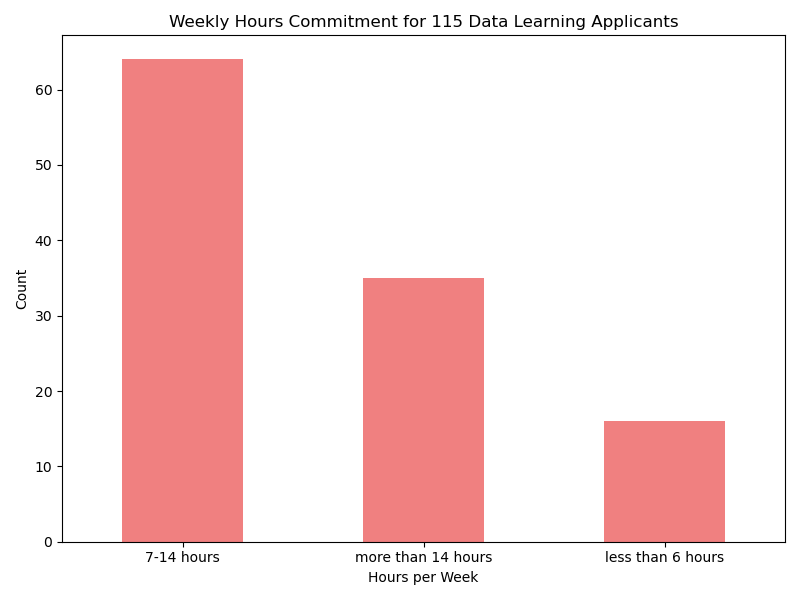 Weekly Hours Commitment for 115 Data Learning Applicants
60
50
40
30
20
10
0
Count
7-14 hours
more than 14 hours
less than 6 hours
Hours per Week